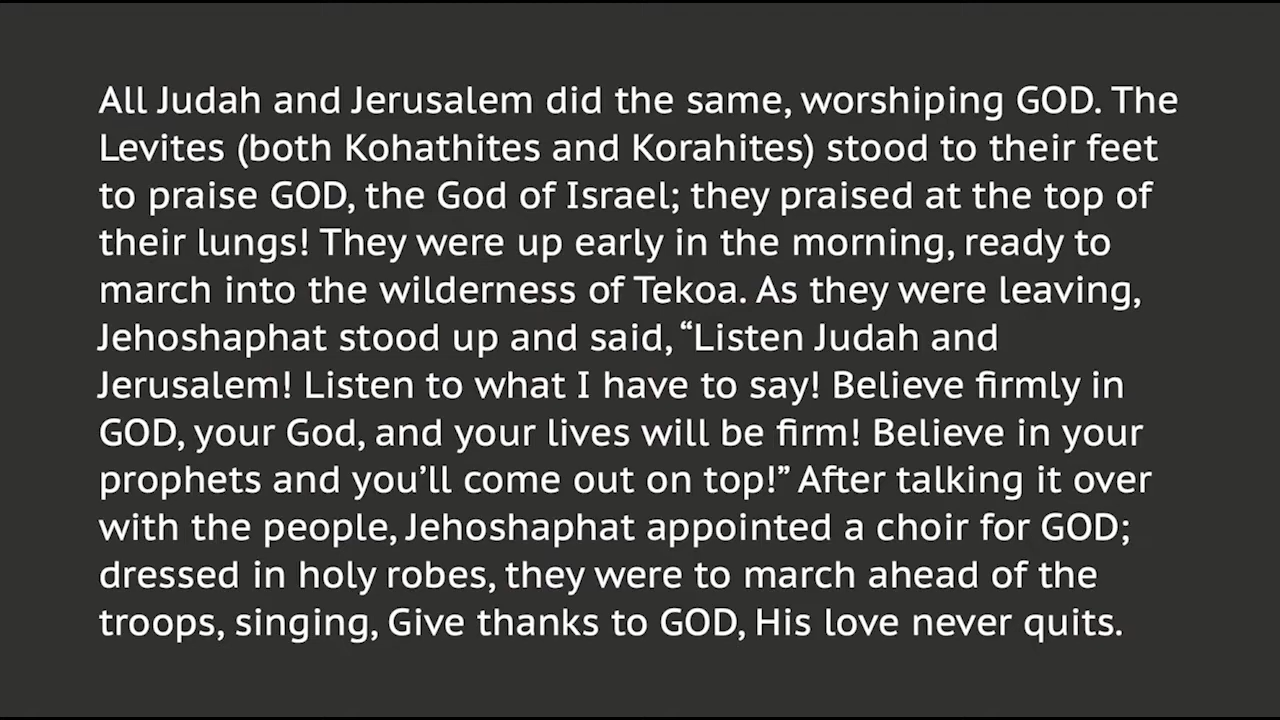 All Judah and Jerusalem did the same, worshiping GOD. The
Levites (both Kohathites and Korahites) stood to their feet
to praise GOD, the God of Israel; they praised at the top of
their lungs! They were up early in the morning, ready to
march into the wilderness of Tekoa. As they were leaving,
Jehoshaphat stood up and said, “Listen Judah and
Jerusalem! Listen to what I have to say! Believe firmly in
GOD, your God, and your lives will be firm! Believe in your
prophets and you’ll come out on top!” After talking it over
with the people, Jehoshaphat appointed a choir for GOD;
dressed in holy robes, they were to march ahead of the
troops, singing, Give thanks to GOD, His love never quits.